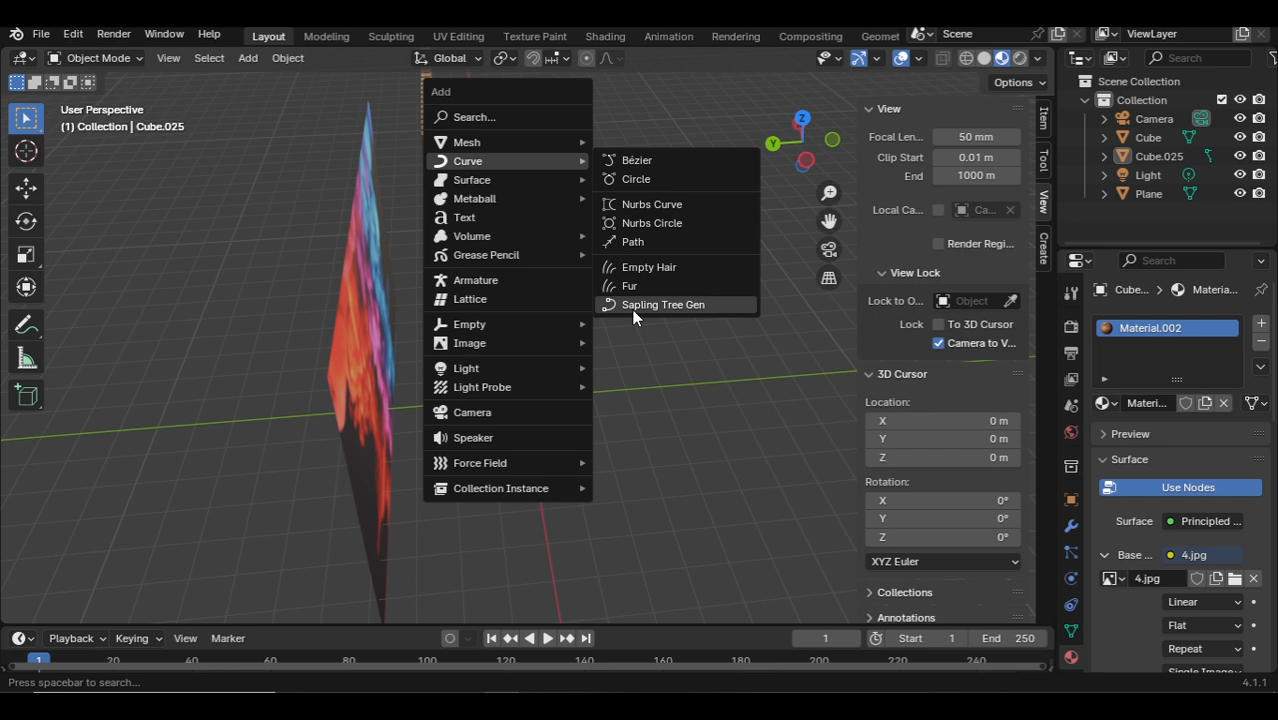 File Edit Render Window Help Layout Modeling Sculpting UV Editing Texture Paint Shading Animation Rendering Compositing Geomet Scene ViewLayer
Object Mode View Select Add Object Global Search
Options
User Perspective
(1) Collection | Cube.025
Add
Search...
Mesh
Curve
Surface
Metaball
Text
Volume
Grease Pencil
Armature
Lattice
Empty
Image
Light
Light Probe
Camera
Speaker
Force Field
Collection Instance
Bézier
Circle
Nurbs Curve
Nurbs Circle
Path
Empty Hair
Fur
Sapling Tree Gen
Z
Y
View
Focal Len... 50 mm
Clip Start 0.01 m
End 1000 m
Local Ca... Ca...
Render Regi...
View Lock
Lock to O... Object
Lock To 3D Cursor
Camera to V...
3D Cursor
Location:
X 0 m
Y 0 m
Z 0 m
Rotation:
X 0°
Y 0°
Z 0°
XYZ Euler
Collections
Annotations
Item
Tool
View
Create
Scene Collection
Collection
Camera
Cube
Cube.025
Light
Plane
Search
Cube... Materia...
Material.002
Materi...
Preview
Surface
Use Nodes
Surface Principled ...
Base ... 4.jpg
4.jpg
Linear
Flat
Repeat
Single Image
Playback Keying View Marker 1 Start 1 End 250
1 20 40 60 80 100 120 140 160 180 200 220 240
Press spacebar to search...
4.1.1